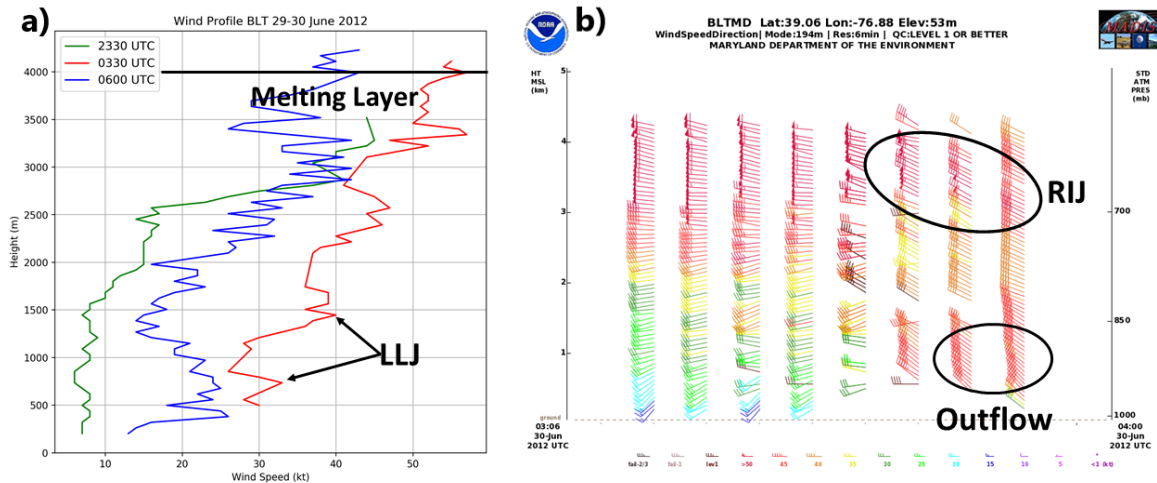 a)
Wind Profile BLT 29-30 June 2012
2330 UTC
0330 UTC
0600 UTC
Melting Layer
LLJ
4000
3500
3000
2500
2000
1500
1000
500
0
Height (m)
10 20 30 40 50
Wind Speed (kt)
b)
NOAA
BLTMD Lat:39.06 Lon:-76.88 Elev:53m
WindSpeedDirection| Mode:194m | Res:6min | QC:LEVEL 1 OR BETTER
MARYLAND DEPARTMENT OF THE ENVIRONMENT
MADIS
HT
MSL
(km)
STD
ATM
PRES
(mb)
5
4
3
2
1
ground
700
850
1000
RIJ
Outflow
03:06
30-Jun
2012 UTC
04:00
30-Jun
2012 UTC
fail-2/3 fail-1 lev1 >50 45 40 35 30 25 20 15 10 5 <3 (kt)